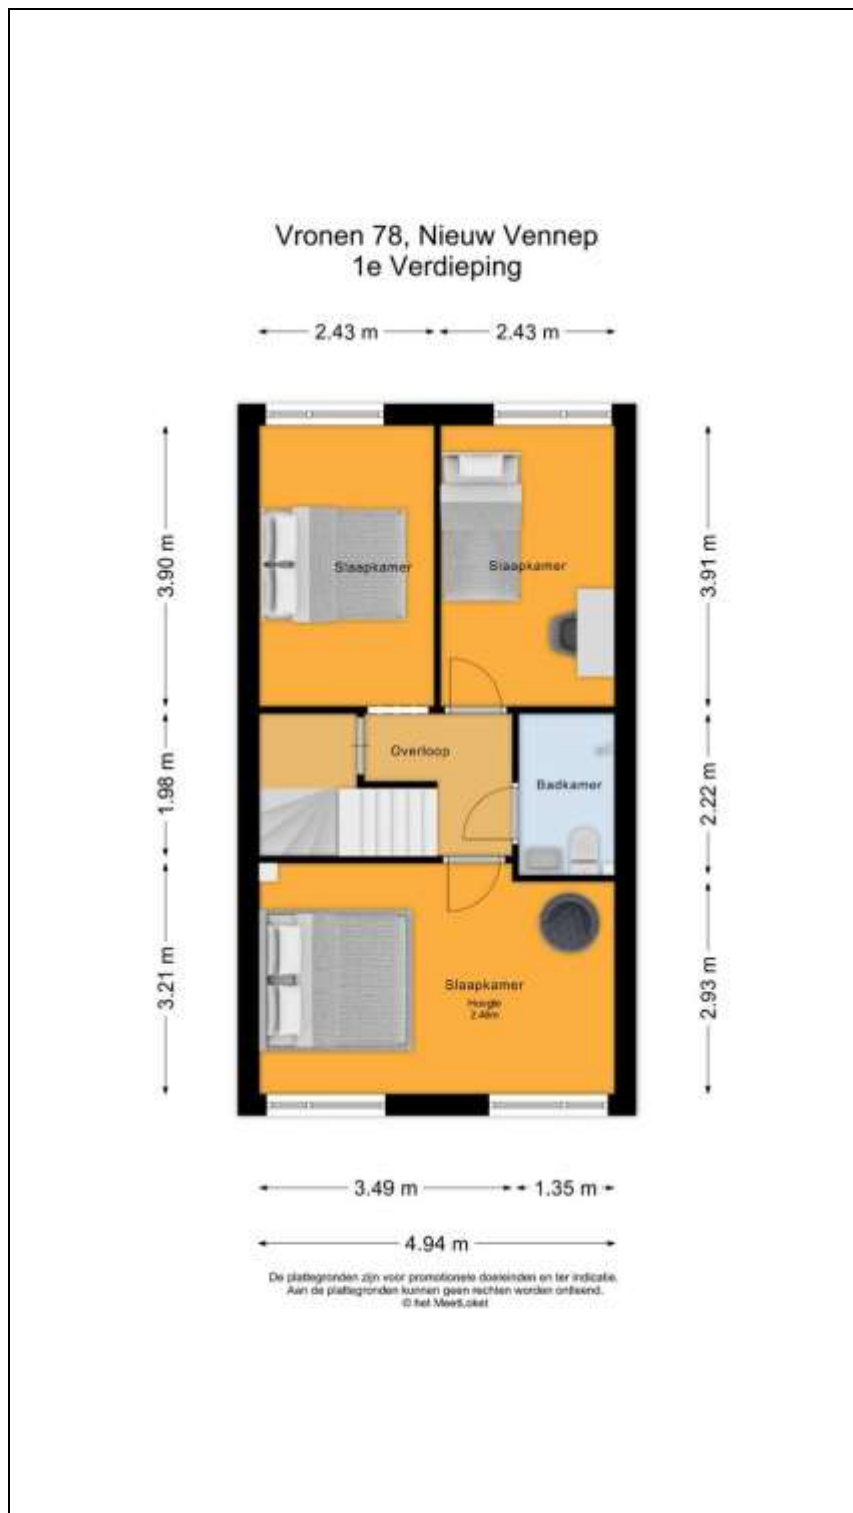 Vronen 78, Nieuw Vennep
1e Verdieping
2.43 m
2.43 m
3.90 m
3.91 m
Slaapkamer
Slaapkamer
Overloop
1.98 m
Badkamer
2.22 m
3.21 m
Slaapkamer
Hoogte
2.93 m
3.49 m
1.35 m
4.94 m
De plattegronden zijn voor promotionele doeleinden en ter indicatie.
Aan de plattegronden kunnen geen rechten worden ontleend.
© het MeetLoket